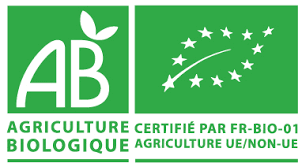 AB
AGRICULTURE
BIOLOGIQUE
CERTIFIÉ PAR FR-BIO-01
AGRICULTURE UE/NON-UE